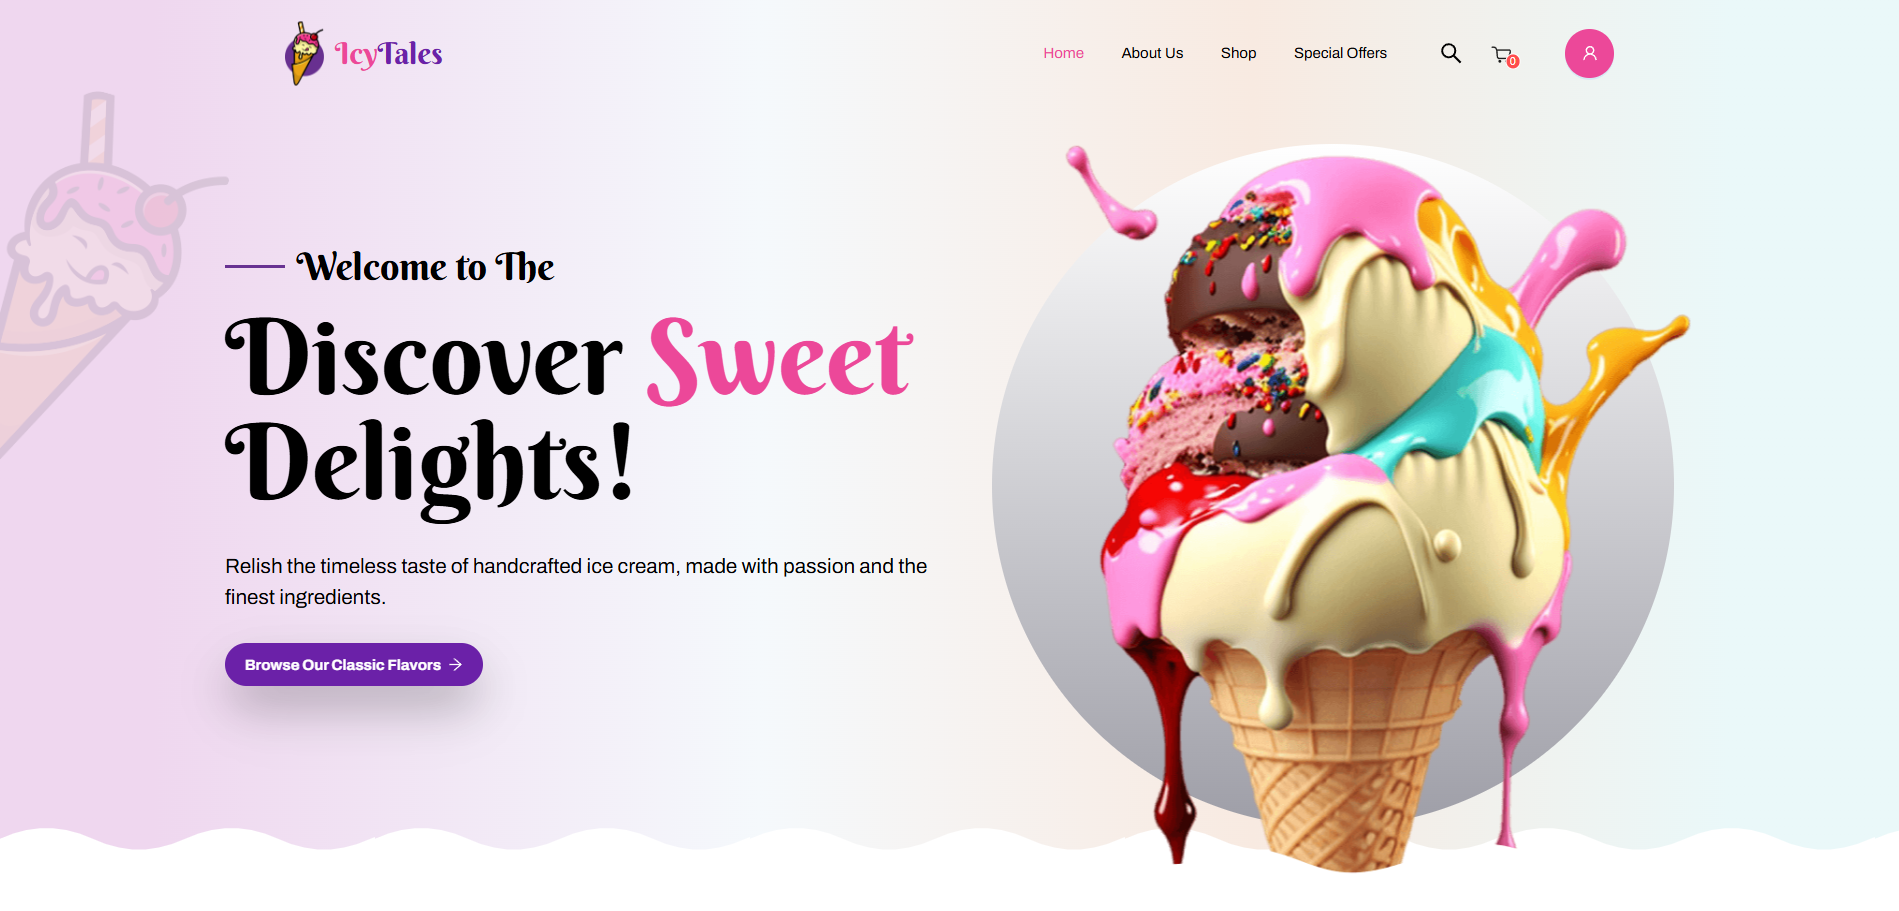 IcyTales
Home About Us Shop Special Offers 0
Welcome to The
Discover Sweet
Delights!
Relish the timeless taste of handcrafted ice cream, made with passion and the
finest ingredients.
Browse Our Classic Flavors